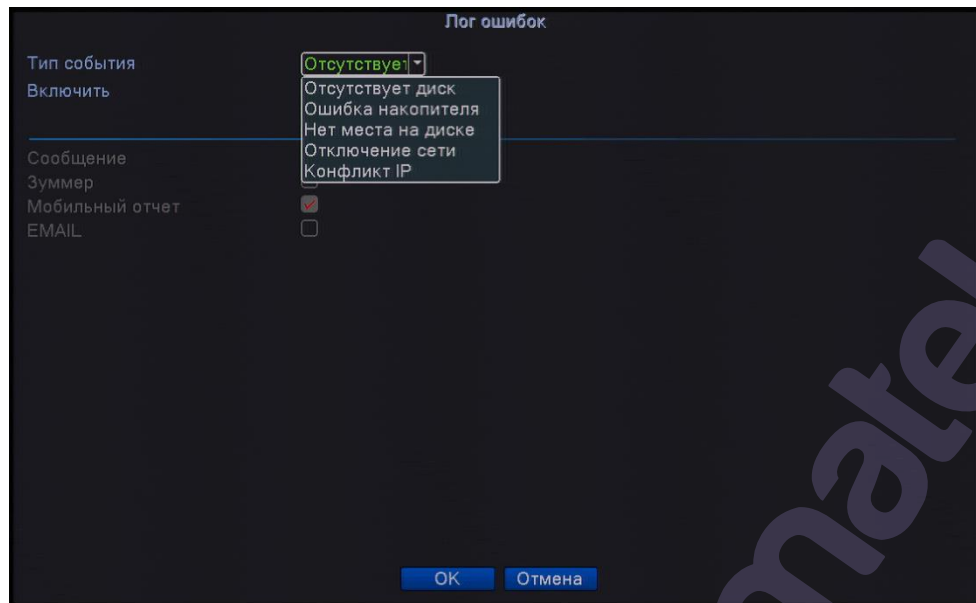 Лог ошибок
Тип события Отсутствует
Включить
Отсутствует диск
Ошибка накопителя
Нет места на диске
Отключение сети
Конфликт IP
Сообщение
Зуммер
Мобильный отчет
EMAIL
OK Отмена
mate